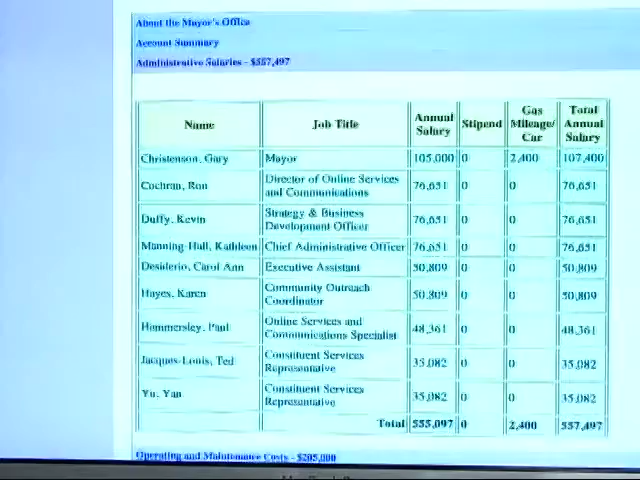 About the Mayor's Office
Account Summary
Administrative Salaries - $557,497
Name Job Title Annual Salary Stipend Gas Mileage/ Car Total Annual Salary
Christenson, Gary Mayor 105,000 0 2,400 107,400
Cochran, Ron Director of Online Services and Communications 76,651 0 0 76,651
Duffy, Kevin Strategy & Business Development Officer 76,651 0 0 76,651
Manning-Hall, Kathleen Chief Administrative Officer 76,651 0 0 76,651
Desiderio, Carol Ann Executive Assistant 50,809 0 0 50,809
Hayes, Karen Community Outreach Coordinator 50,809 0 0 50,809
Hammersley, Paul Online Services and Communications Specialist 48,361 0 0 48,361
Jacques-Louis, Ted Constituent Services Representative 35,082 0 0 35,082
Yu, Yan Constituent Services Representative 35,082 0 0 35,082
Total 555,097 0 2,400 557,497
Operating and Maintenance Costs - $205,000